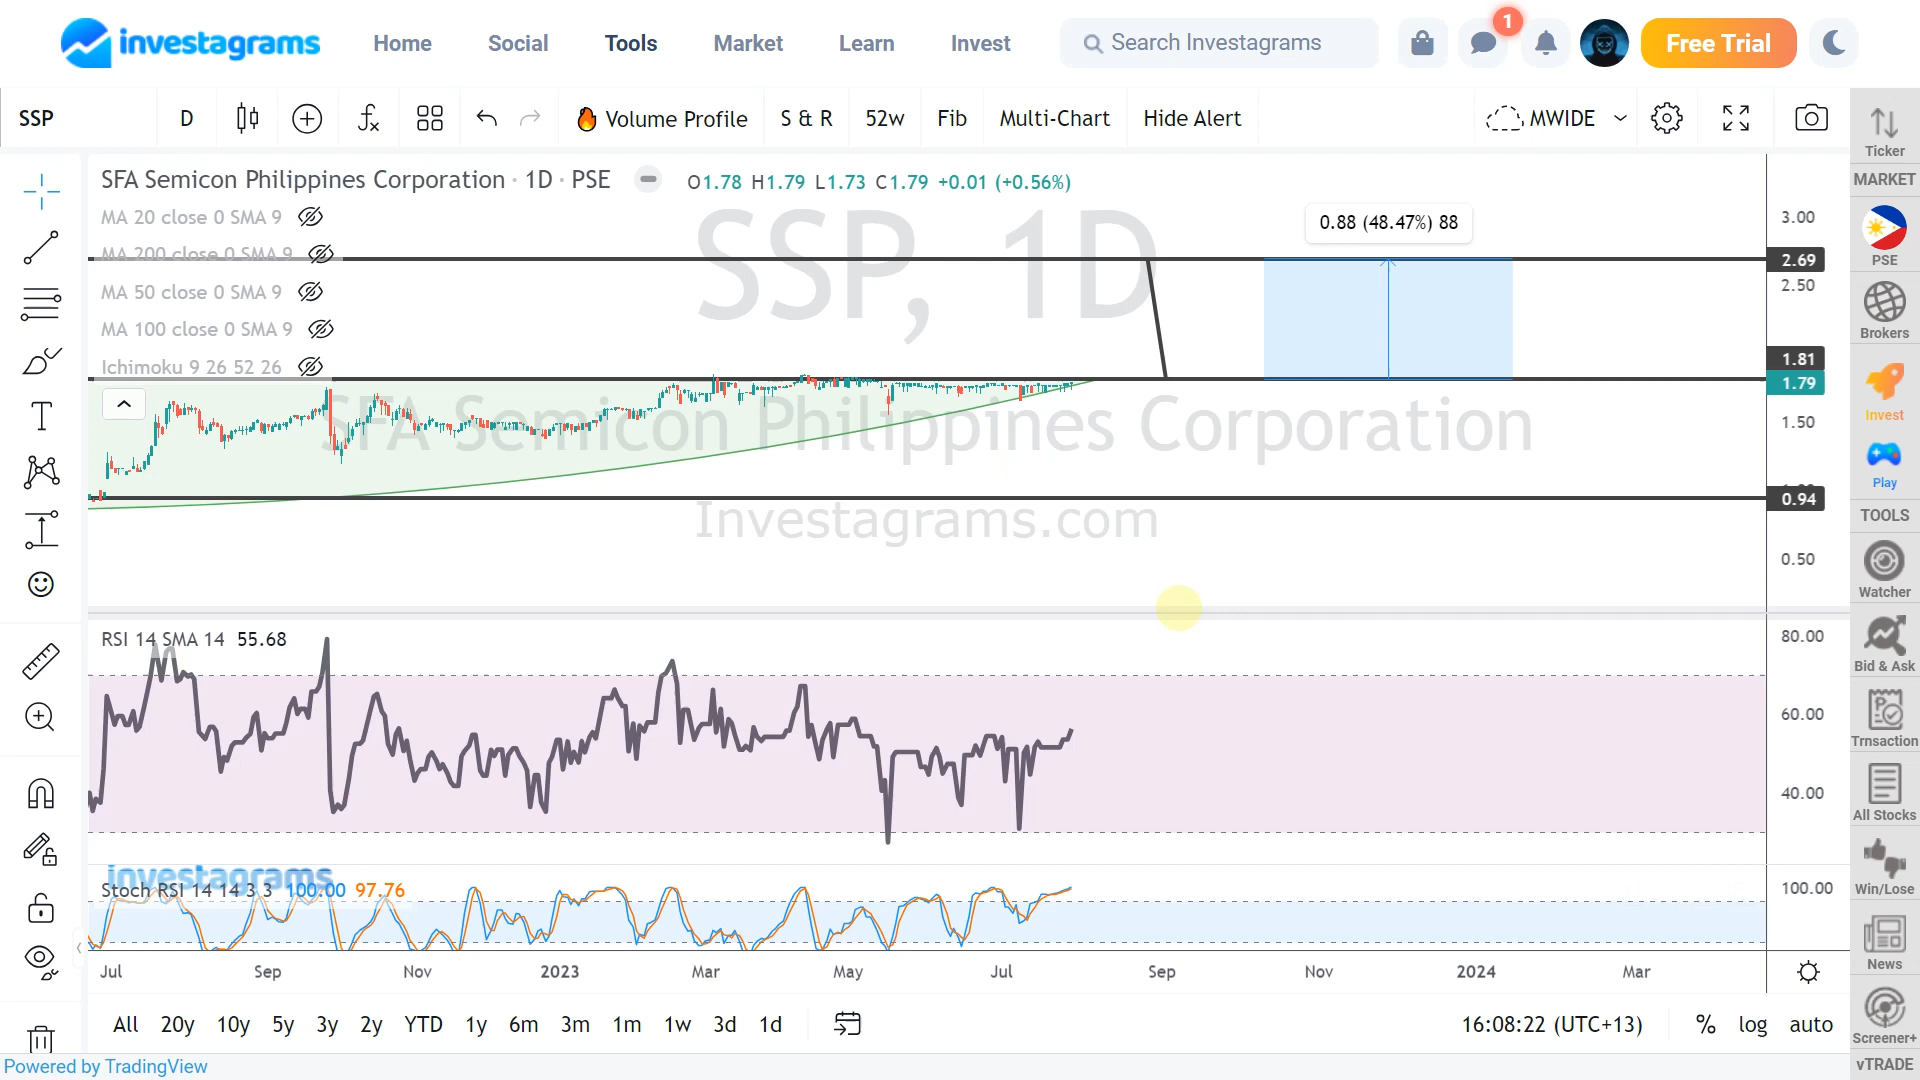 investagrams Home Social Tools Market Learn Invest Search Investagrams 1 Free Trial
SSP D Volume Profile S & R 52w Fib Multi-Chart Hide Alert MWIDE
SFA Semicon Philippines Corporation · 1D · PSE O1.78 H1.79 L1.73 C1.79 +0.01 (+0.56%)
MA 20 close 0 SMA 9
MA 200 close 0 SMA 9
MA 50 close 0 SMA 9
MA 100 close 0 SMA 9
Ichimoku 9 26 52 26
SSP, 1D
SFA Semicon Philippines Corporation
Investagrams.com
0.88 (48.47%) 88
3.00
2.69
2.50
1.81
1.79
1.50
0.94
0.50
RSI 14 SMA 14 55.68
80.00
60.00
40.00
investagrams
Stoch RSI 14 14 3 3 100.00 97.76
100.00
Jul Sep Nov 2023 Mar May Jul Sep Nov 2024 Mar
All 20y 10y 5y 3y 2y YTD 1y 6m 3m 1m 1w 3d 1d 16:08:22 (UTC+13) % log auto
Powered by TradingView
Ticker
MARKET
PSE
Brokers
Invest
Play
TOOLS
Watcher
Bid & Ask
Trnsaction
All Stocks
Win/Lose
News
Screener+
vTRADE